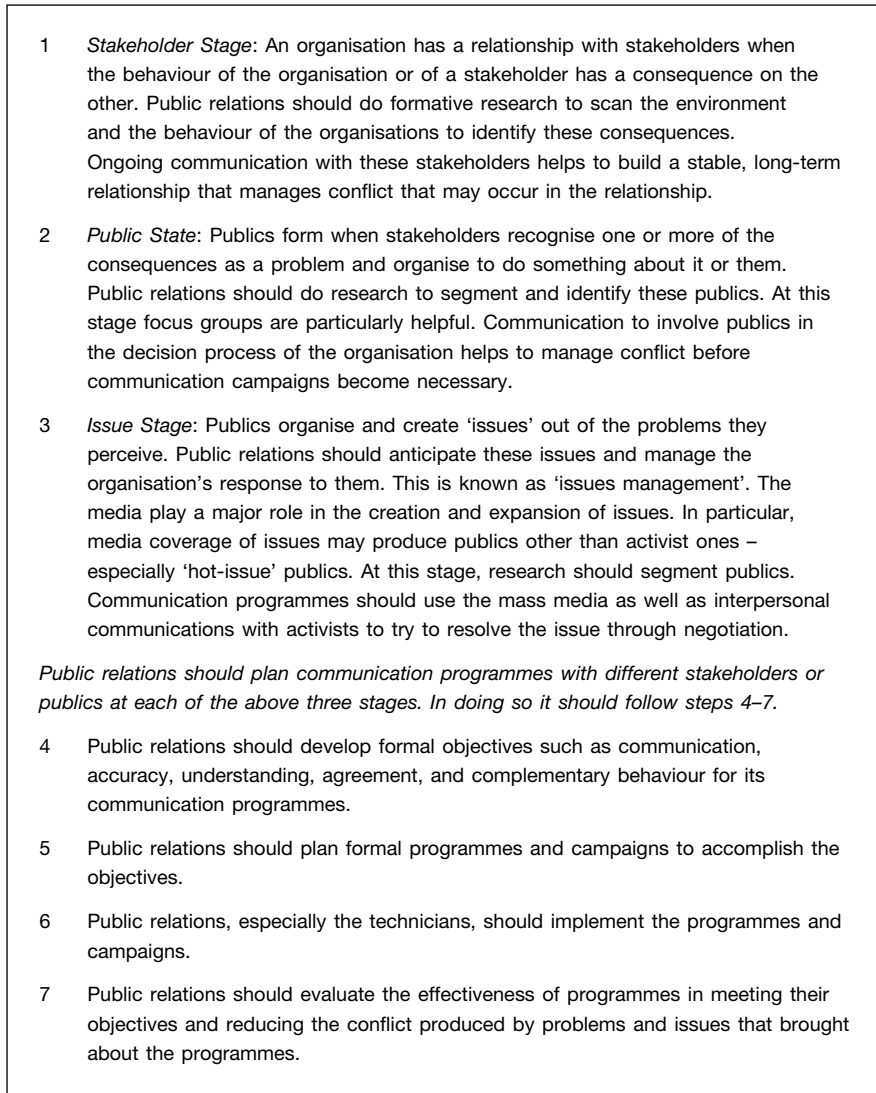 1 Stakeholder Stage: An organisation has a relationship with stakeholders when
the behaviour of the organisation or of a stakeholder has a consequence on the
other. Public relations should do formative research to scan the environment
and the behaviour of the organisations to identify these consequences.
Ongoing communication with these stakeholders helps to build a stable, long-term
relationship that manages conflict that may occur in the relationship.
2 Public State: Publics form when stakeholders recognise one or more of the
consequences as a problem and organise to do something about it or them.
Public relations should do research to segment and identify these publics. At this
stage focus groups are particularly helpful. Communication to involve publics in
the decision process of the organisation helps to manage conflict before
communication campaigns become necessary.
3 Issue Stage: Publics organise and create ‘issues’ out of the problems they
perceive. Public relations should anticipate these issues and manage the
organisation’s response to them. This is known as ‘issues management’. The
media play a major role in the creation and expansion of issues. In particular,
media coverage of issues may produce publics other than activist ones –
especially ‘hot-issue’ publics. At this stage, research should segment publics.
Communication programmes should use the mass media as well as interpersonal
communications with activists to try to resolve the issue through negotiation.
Public relations should plan communication programmes with different stakeholders or
publics at each of the above three stages. In doing so it should follow steps 4–7.
4 Public relations should develop formal objectives such as communication,
accuracy, understanding, agreement, and complementary behaviour for its
communication programmes.
5 Public relations should plan formal programmes and campaigns to accomplish the
objectives.
6 Public relations, especially the technicians, should implement the programmes and
campaigns.
7 Public relations should evaluate the effectiveness of programmes in meeting their
objectives and reducing the conflict produced by problems and issues that brought
about the programmes.